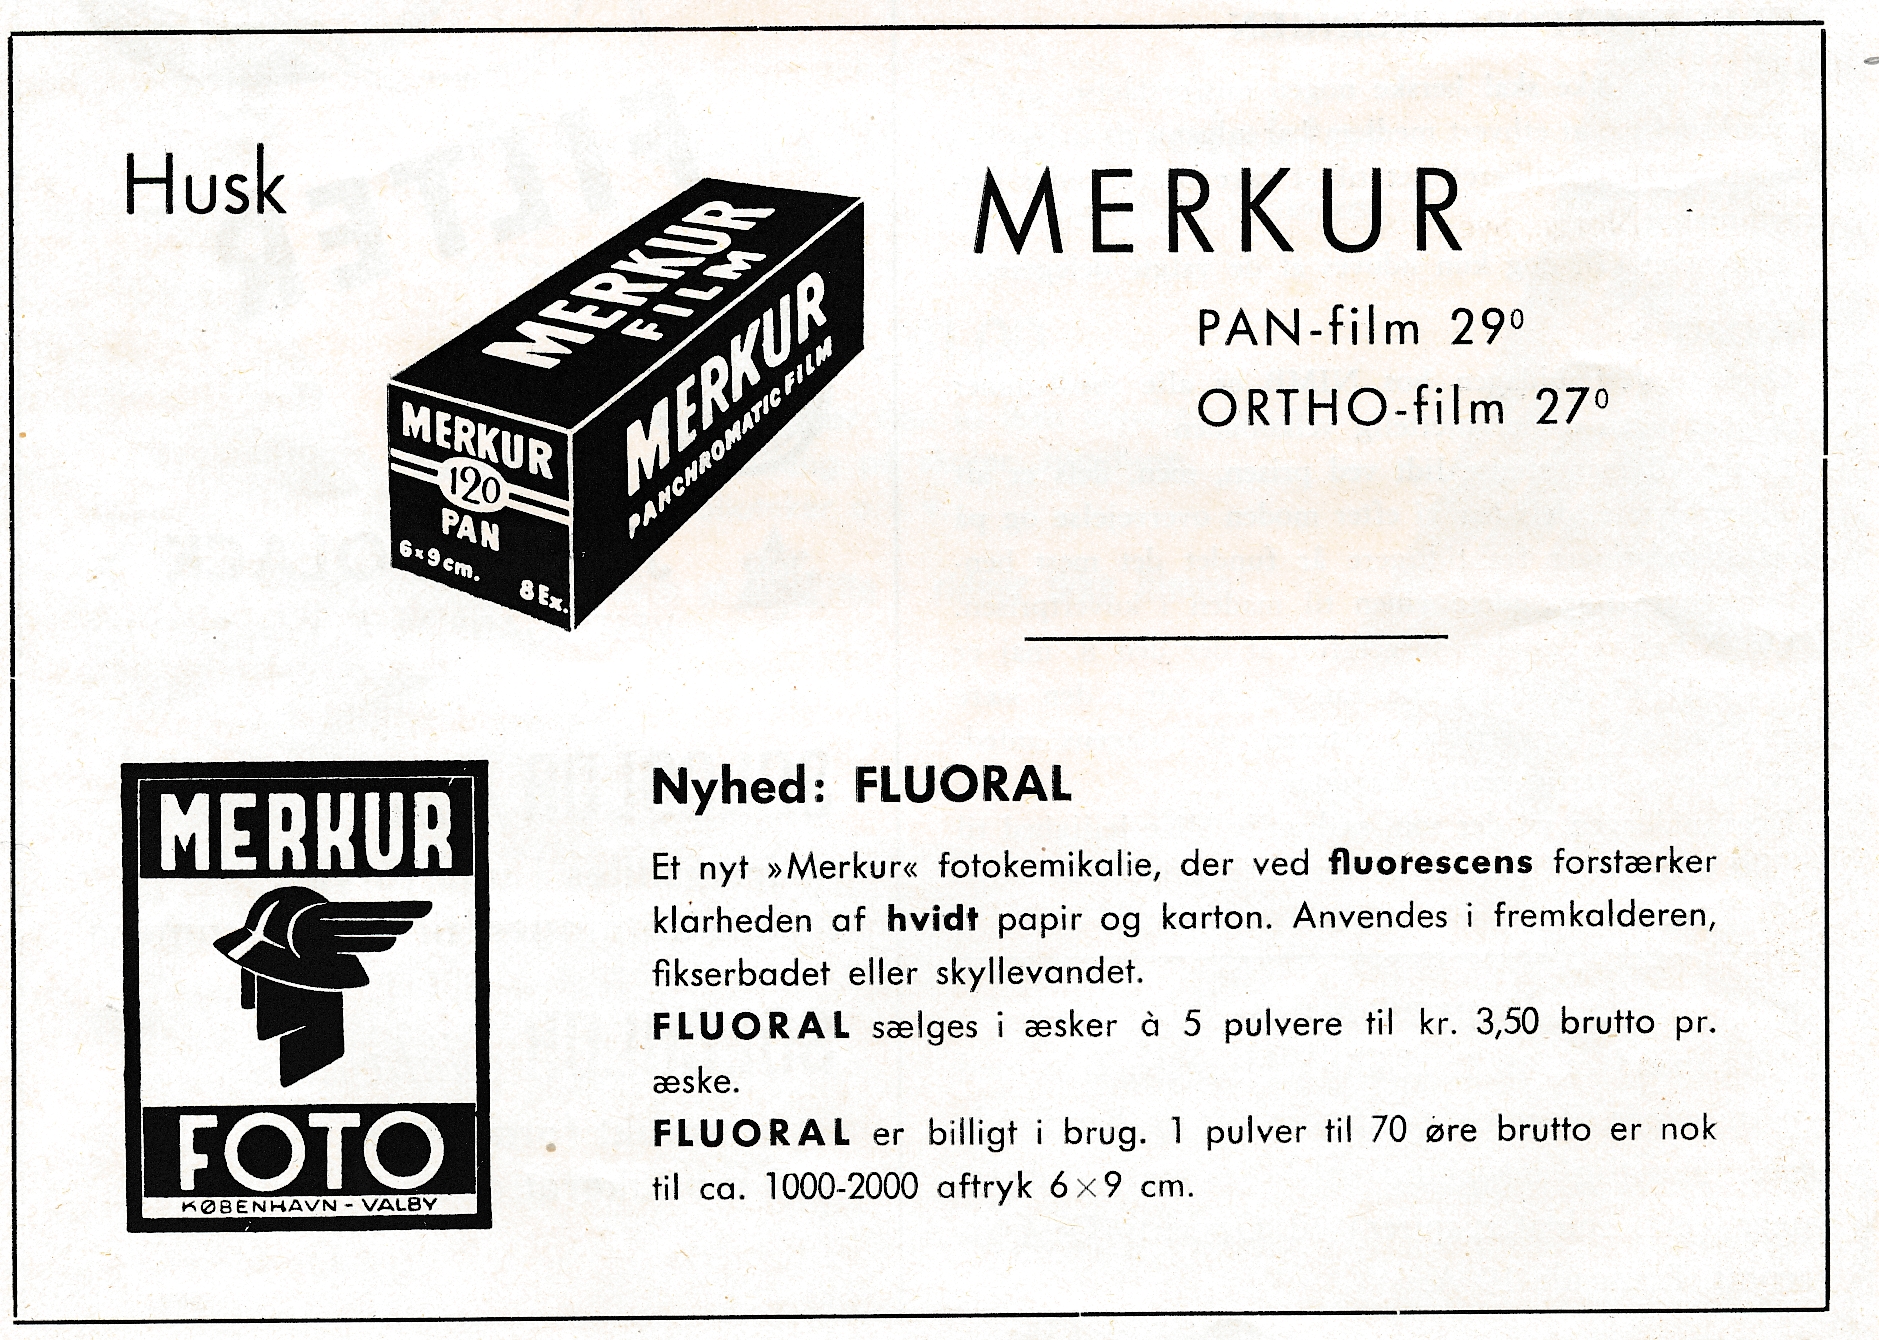 Husk
MERKUR
FILM
MERKUR
PANCHROMATIC FILM
MERKUR
120
PAN
6×9cm.
8 Ex.
MERKUR
PAN-film 29⁰
ORTHO-film 27⁰
MERKUR
FOTO
KØBENHAVN - VALBY
Nyhed: FLUORAL
Et nyt »Merkur« fotokemikalie, der ved fluorescens forstærker
klarheden af hvidt papir og karton. Anvendes i fremkalderen,
fikserbadet eller skyllevandet.
FLUORAL sælges i æsker à 5 pulvere til kr. 3,50 brutto pr.
æske.
FLUORAL er billigt i brug. 1 pulver til 70 øre brutto er nok
til ca. 1000-2000 aftryk 6×9 cm.